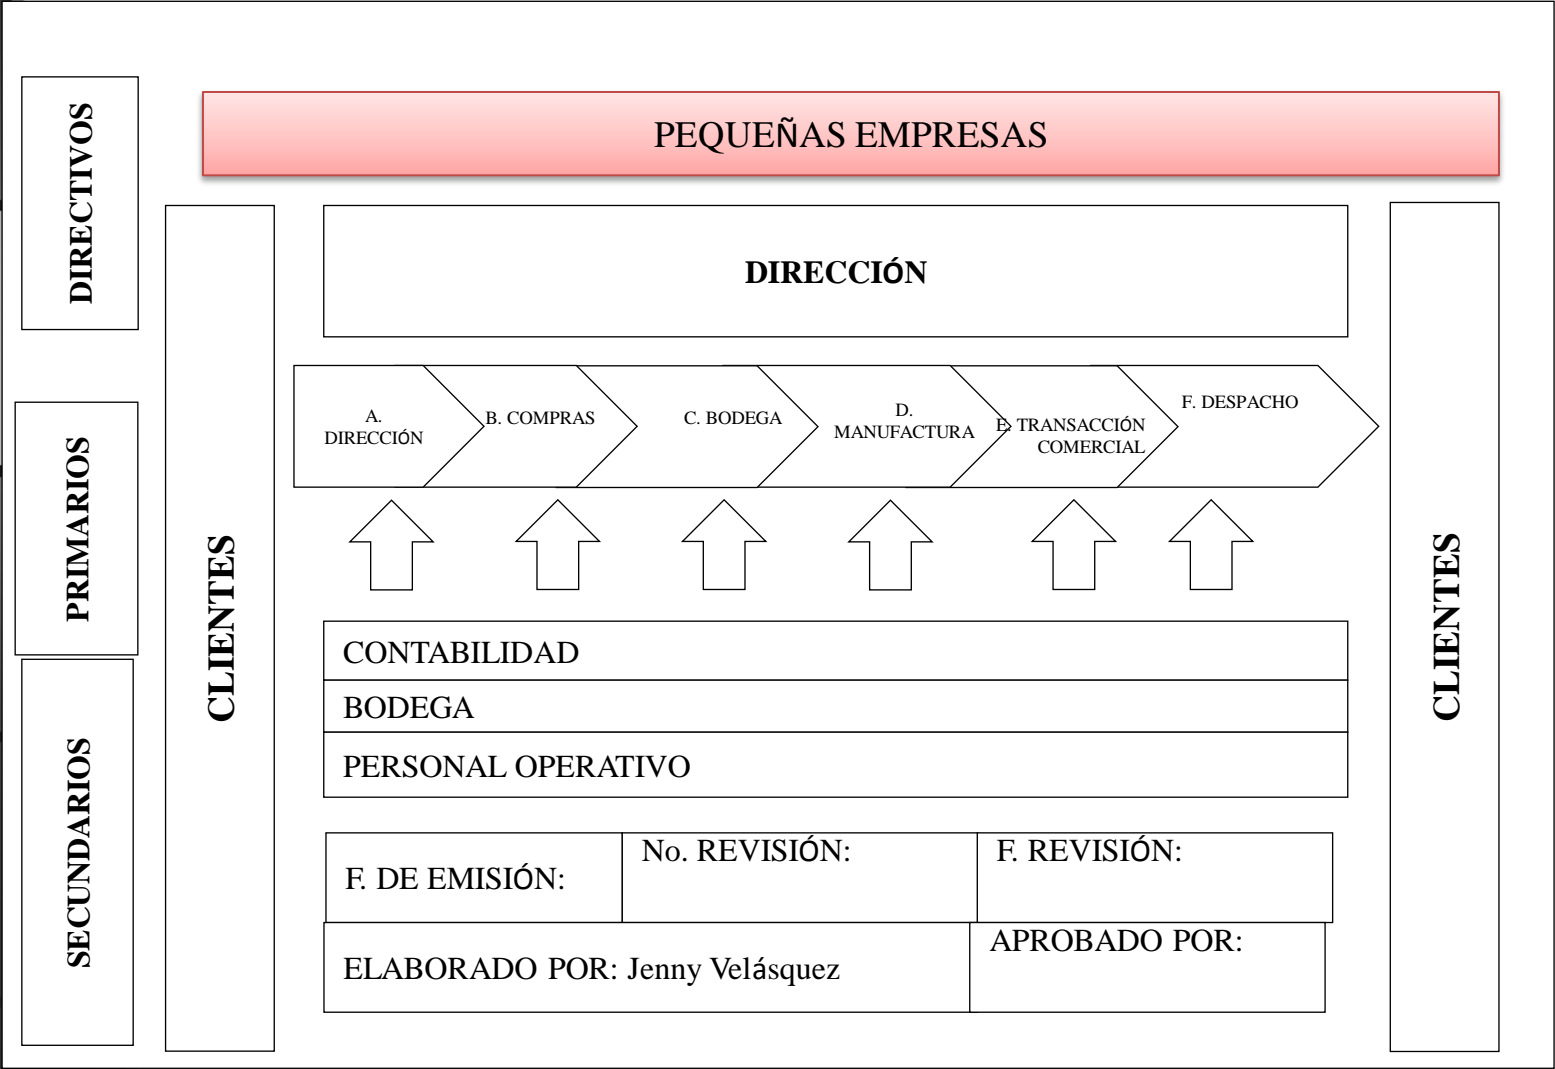 PEQUEÑAS EMPRESAS
DIRECTIVOS
DIRECCIÓN
PRIMARIOS
CLIENTES
A.
DIRECCIÓN
B. COMPRAS
C. BODEGA
D.
MANUFACTURA
E. TRANSACCIÓN
COMERCIAL
F. DESPACHO
CLIENTES
SECUNDARIOS
CONTABILIDAD
BODEGA
PERSONAL OPERATIVO
F. DE EMISIÓN:
No. REVISIÓN:
F. REVISIÓN:
ELABORADO POR: Jenny Velásquez
APROBADO POR: